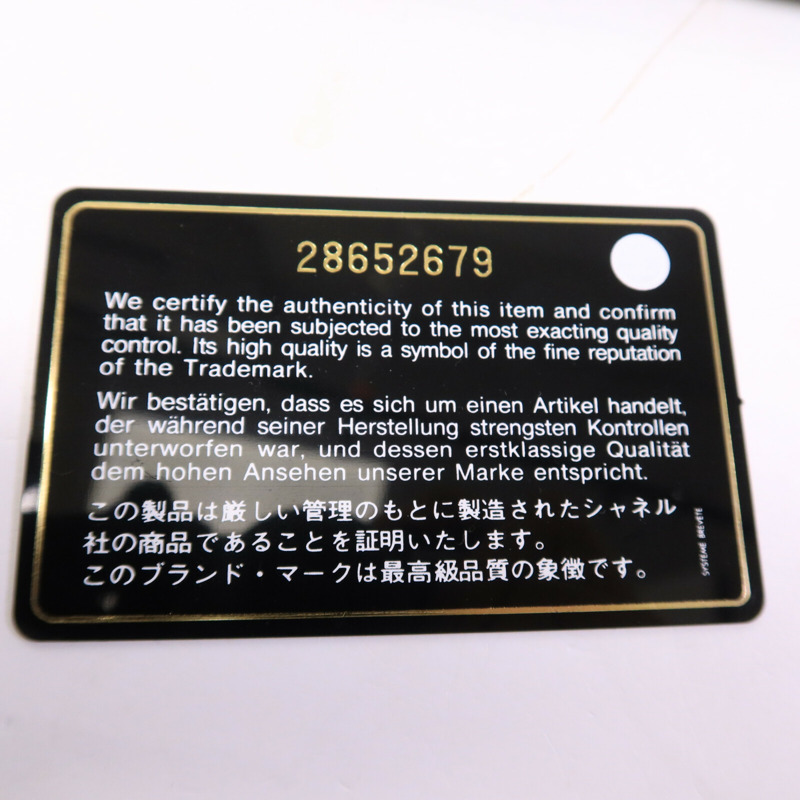 28652679
We certify the authenticity of this item and confirm
that it has been subjected to the most exacting quality
control. Its high quality is a symbol of the fine reputation
of the Trademark.
Wir bestätigen, dass es sich um einen Artikel handelt,
der während seiner Herstellung strengsten Kontrollen
unterworfen war, und dessen erstklassige Qualität
dem hohen Ansehen unserer Marke entspricht.
この製品は厳しい管理のもとに製造されたシャネル
社の商品であることを証明いたします。
このブランド・マークは最高級品質の象徴です。
SYSTEME BREVETE